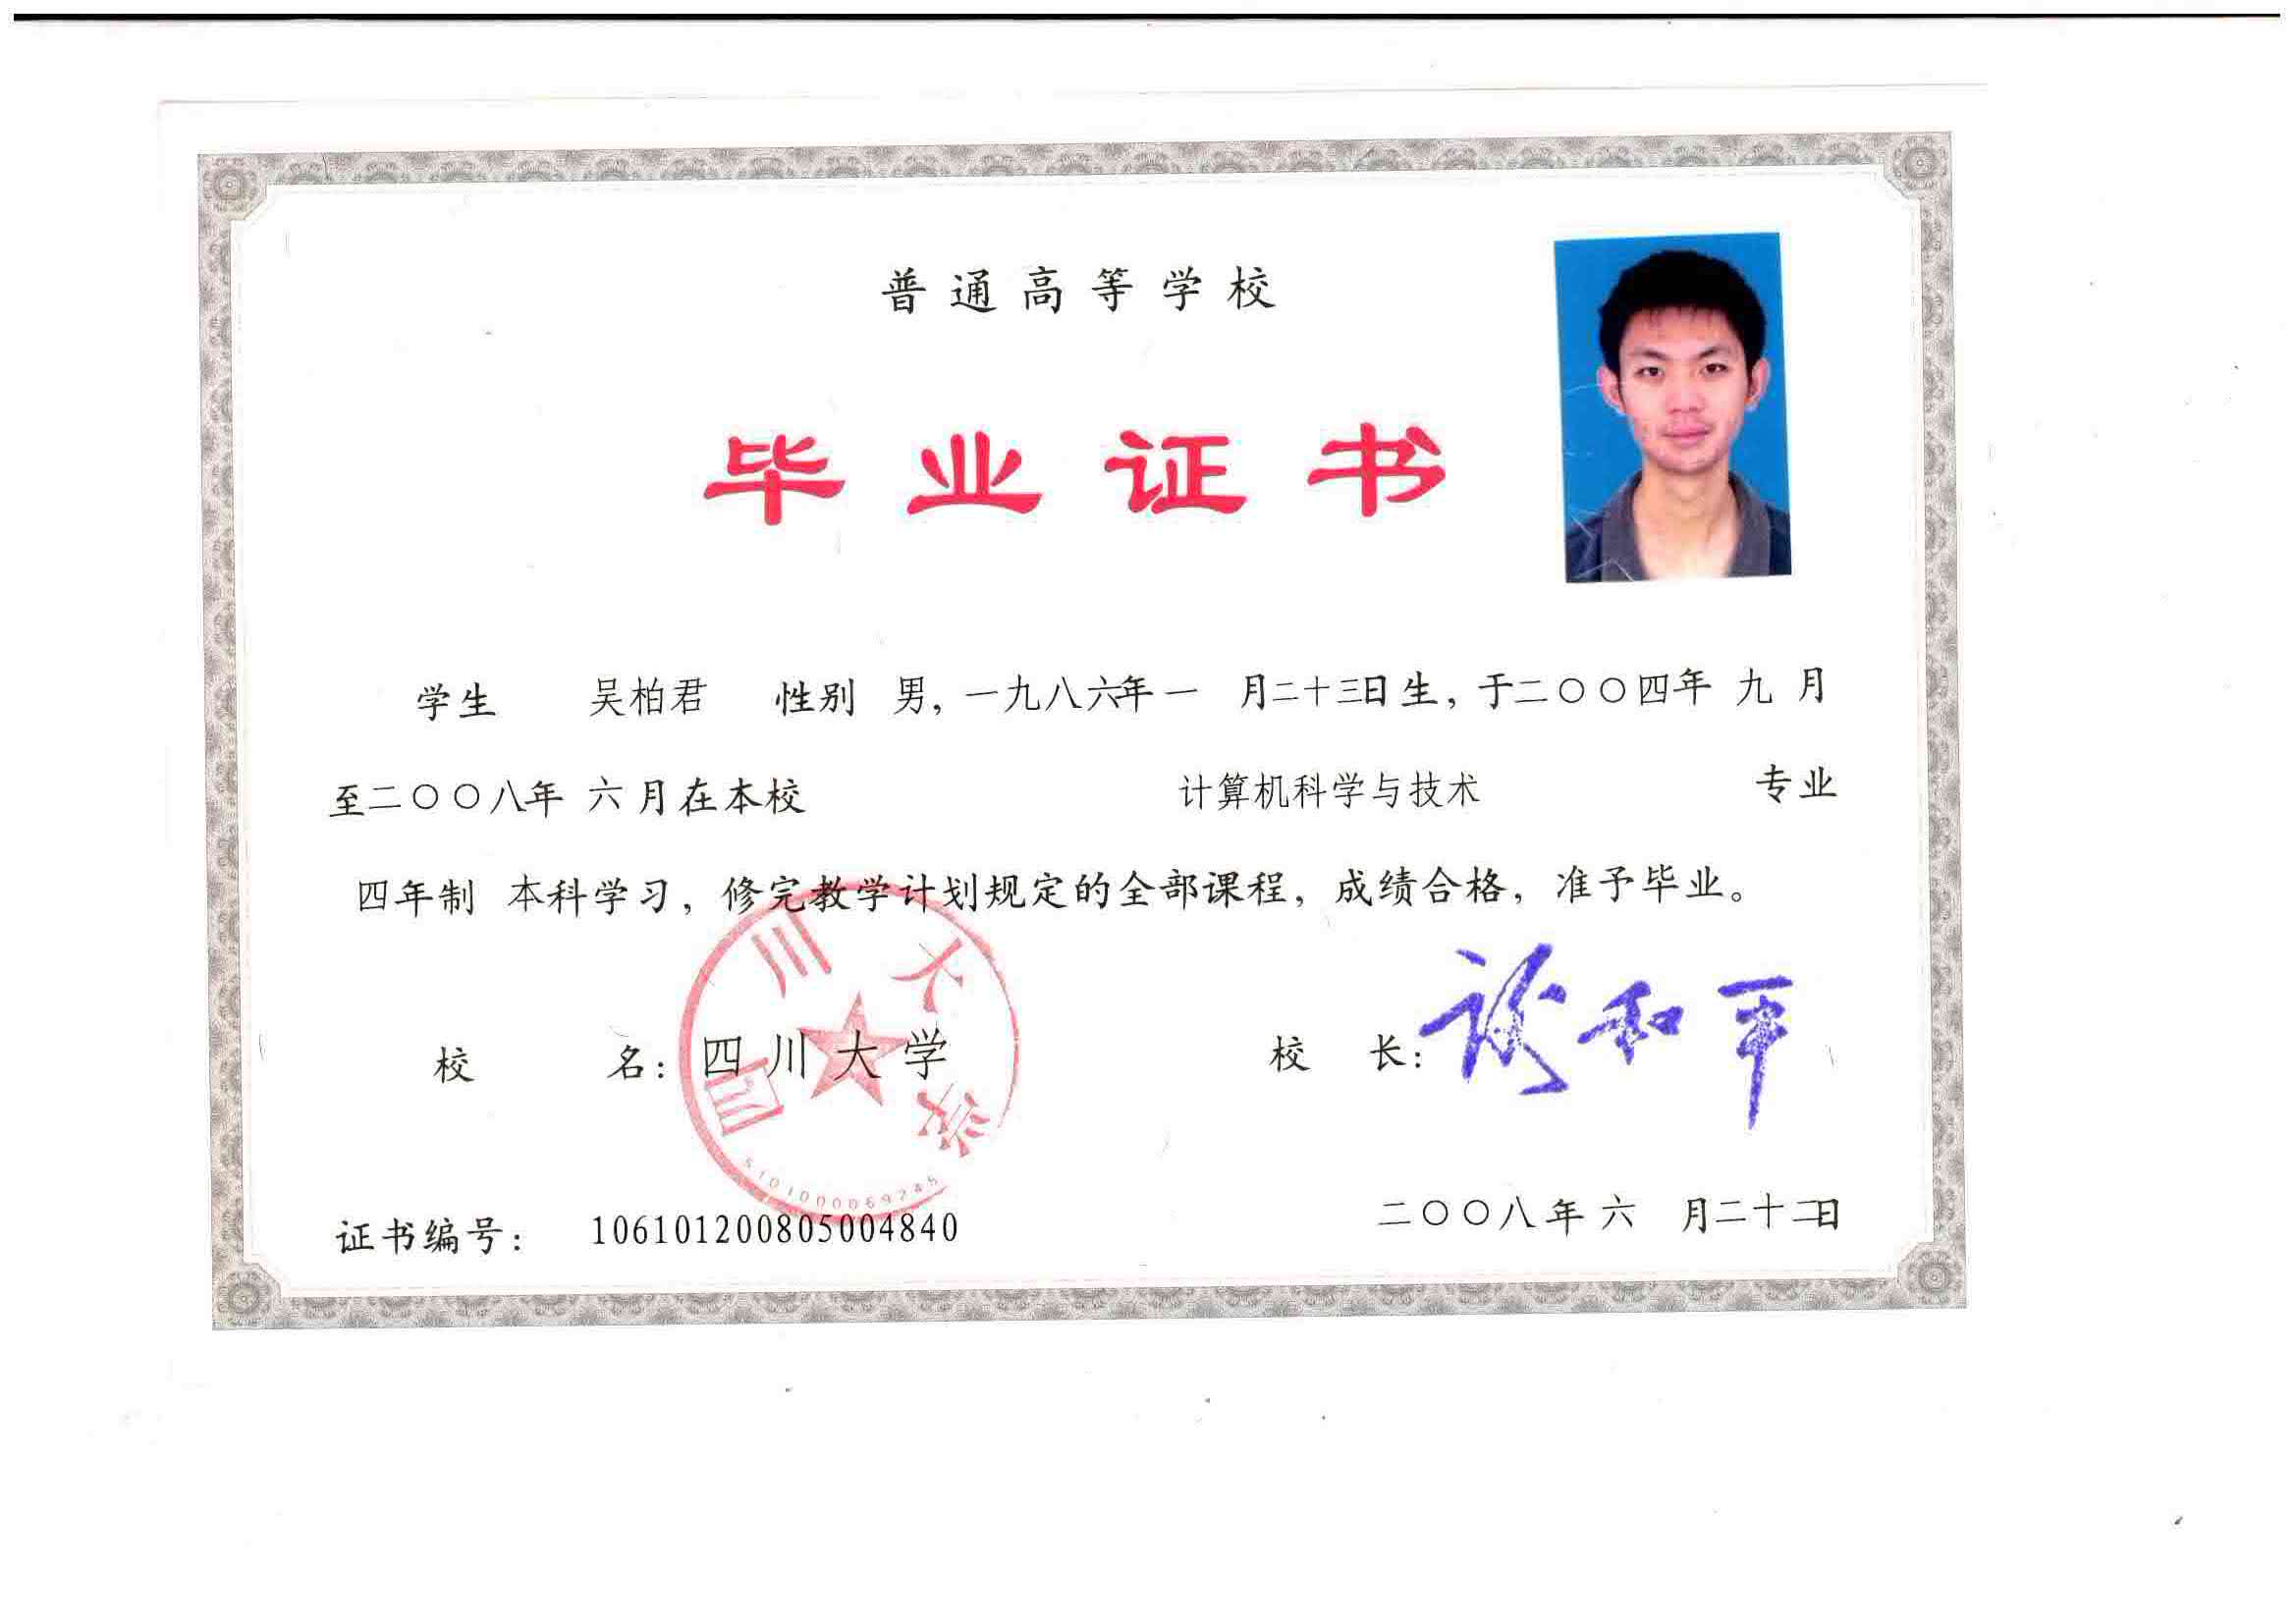 普通高等学校
毕业证书
学生 吴柏君 性别 男，一九八六年一 月二十三日生，于二〇〇四年 九 月
至二〇〇八年 六月在本校 计算机科学与技术 专业
四年制 本科学习，修完教学计划规定的全部课程，成绩合格，准予毕业。
校 名：四川大学 校 长：谢和平
四川大学
5101000069745
证书编号： 106101200805004840 二〇〇八年六 月二十二日